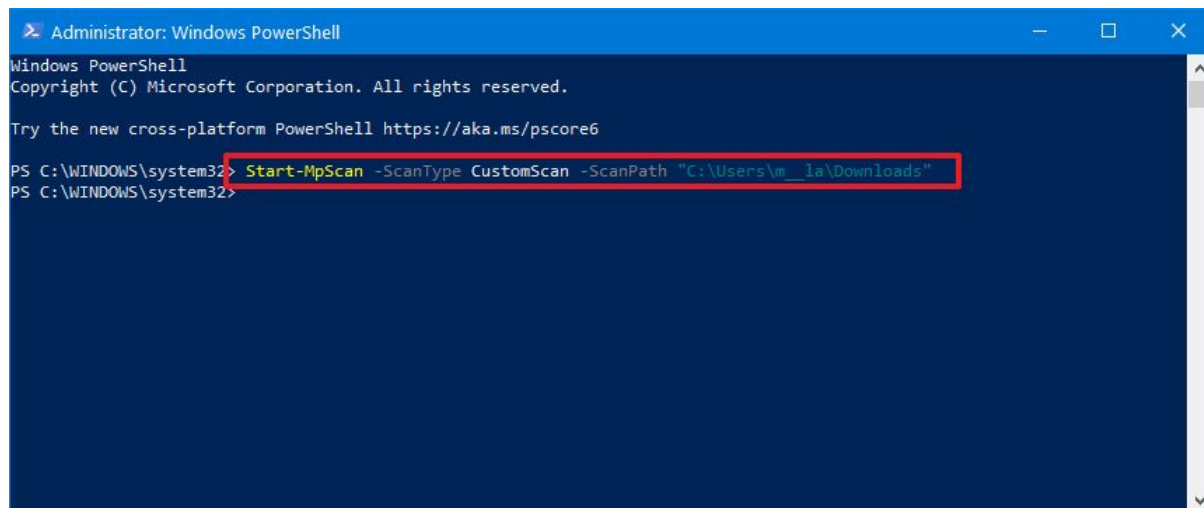 Administrator: Windows PowerShell
Windows PowerShell
Copyright (C) Microsoft Corporation. All rights reserved.
Try the new cross-platform PowerShell https://aka.ms/pscore6
PS C:\WINDOWS\system32> Start-MpScan -ScanType CustomScan -ScanPath "C:\Users\m__la\Downloads"
PS C:\WINDOWS\system32>